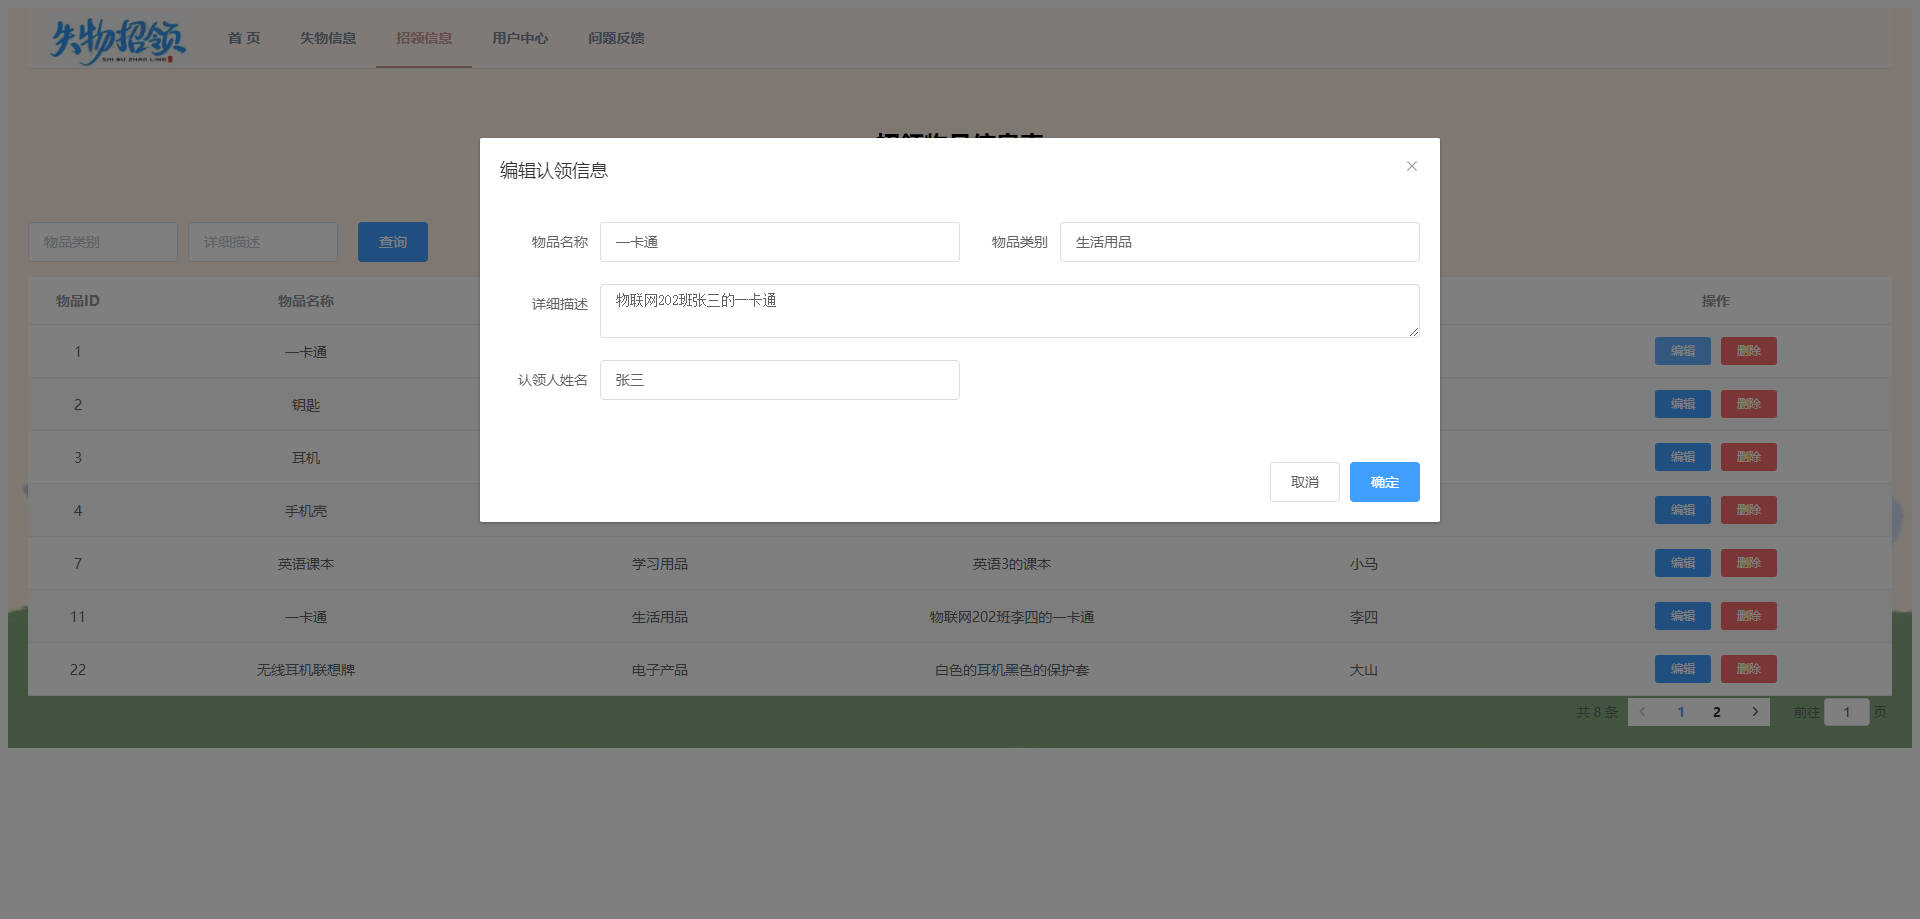 失物招领
SHI WU ZHAO LING
首 页
失物信息
招领信息
用户中心
问题反馈
编辑认领信息
物品名称 一卡通 物品类别 生活用品
详细描述 物联网202班张三的一卡通
认领人姓名 张三
取消 确定
物品类别 详细描述 查询
物品ID 物品名称 操作
1 一卡通 编辑 删除
2 钥匙 编辑 删除
3 耳机 编辑 删除
4 手机壳 编辑 删除
7 英语课本 学习用品 英语3的课本 小马 编辑 删除
11 一卡通 生活用品 物联网202班李四的一卡通 李四 编辑 删除
22 无线耳机联想牌 电子产品 白色的耳机黑色的保护套 大山 编辑 删除
共 8 条 1 2 前往 1 页